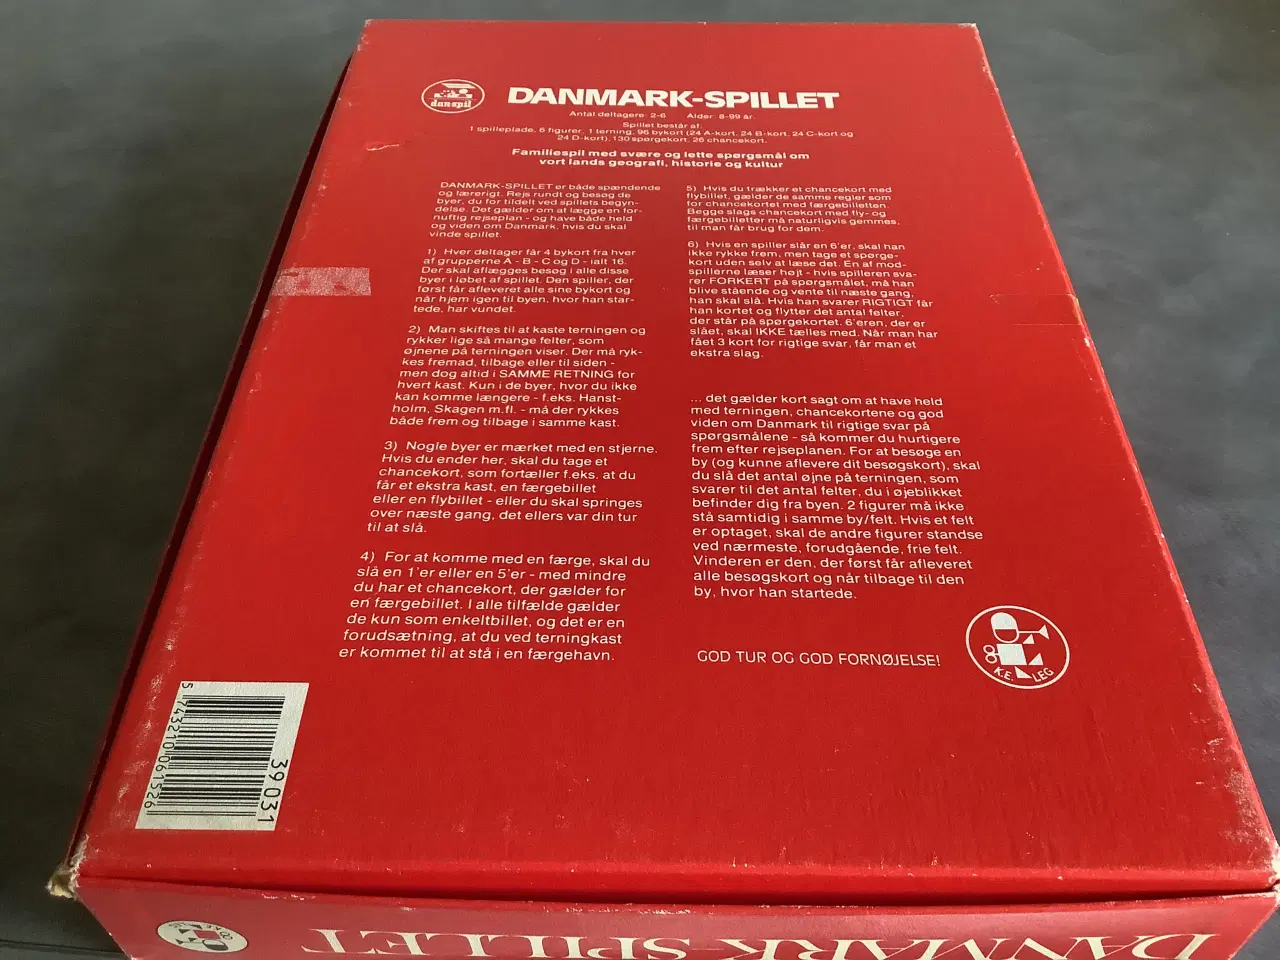 danspil
DANMARK-SPILLET
Antal deltagere: 2-6 Alder: 8-99 år.
Spillet består af:
1 spilleplade, 6 figurer, 1 terning, 96 bykort (24 A-kort, 24 B-kort, 24 C-kort og
24 D-kort), 130 spørgekort, 26 chancekort.
Familiespil med svære og lette spørgsmål om
vort lands geografi, historie og kultur
DANMARK-SPILLET er både spændende
og lærerigt. Rejs rundt og besøg de
byer, du får tildelt ved spillets begyn-
delse. Det gælder om at lægge en for-
nuftig rejseplan - og have både held
og viden om Danmark, hvis du skal
vinde spillet.
1) Hver deltager får 4 bykort fra hver
af grupperne A - B - C og D - ialt 16.
Der skal aflægges besøg i alle disse
byer i løbet af spillet. Den spiller, der
først får afleveret alle sine bykort og
når hjem igen til byen, hvor han star-
tede, har vundet.
2) Man skiftes til at kaste terningen og
rykker lige så mange felter, som
øjnene på terningen viser. Der må ryk-
kes fremad, tilbage eller til siden -
men dog altid i SAMME RETNING for
hvert kast. Kun i de byer, hvor du ikke
kan komme længere - f.eks. Hanst-
holm, Skagen m.fl. - må der rykkes
både frem og tilbage i samme kast.
3) Nogle byer er mærket med en stjerne.
Hvis du ender her, skal du tage et
chancekort, som fortæller f.eks. at du
får et ekstra kast, en færgebillet
eller en flybillet - eller du skal springes
over næste gang, det ellers var din tur
til at slå.
4) For at komme med en færge, skal du
slå en 1'er eller en 5'er - med mindre
du har et chancekort, der gælder for
en færgebillet. I alle tilfælde gælder
de kun som enkeltbillet, og det er en
forudsætning, at du ved terningkast
er kommet til at stå i en færgehavn.
5) Hvis du trækker et chancekort med
flybillet, gælder de samme regler som
for chancekortet med færgebilletten.
Begge slags chancekort med fly- og
færgebilletter må naturligvis gemmes,
til man får brug for dem.
6) Hvis en spiller slår en 6'er, skal han
ikke rykke frem, men tage et spørge-
kort uden selv at læse det. En af mod-
spillerne læser højt - hvis spilleren sva-
rer FORKERT på spørgsmålet, må han
blive stående og vente til næste gang,
han skal slå. Hvis han svarer RIGTIGT får
han kortet og flytter det antal felter,
der står på spørgekortet. 6'eren, der er
slået, skal IKKE tælles med. Når man har
fået 3 kort for rigtige svar, får man et
ekstra slag.
... det gælder kort sagt om at have held
med terningen, chancekortene og god
viden om Danmark til rigtige svar på
spørgsmålene - så kommer du hurtigere
frem efter rejseplanen. For at besøge en
by (og kunne aflevere dit besøgskort), skal
du slå det antal øjne på terningen, som
svarer til det antal felter, du i øjeblikket
befinder dig fra byen. 2 figurer må ikke
stå samtidig i samme by/felt. Hvis et felt
er optaget, skal de andre figurer standse
ved nærmeste, forudgående, frie felt.
Vinderen er den, der først får afleveret
alle besøgskort og når tilbage til den
by, hvor han startede.
GOD TUR OG GOD FORNØJELSE!
K.E. LEG
5 743210 061526
39031
DANMARK-SPILLET